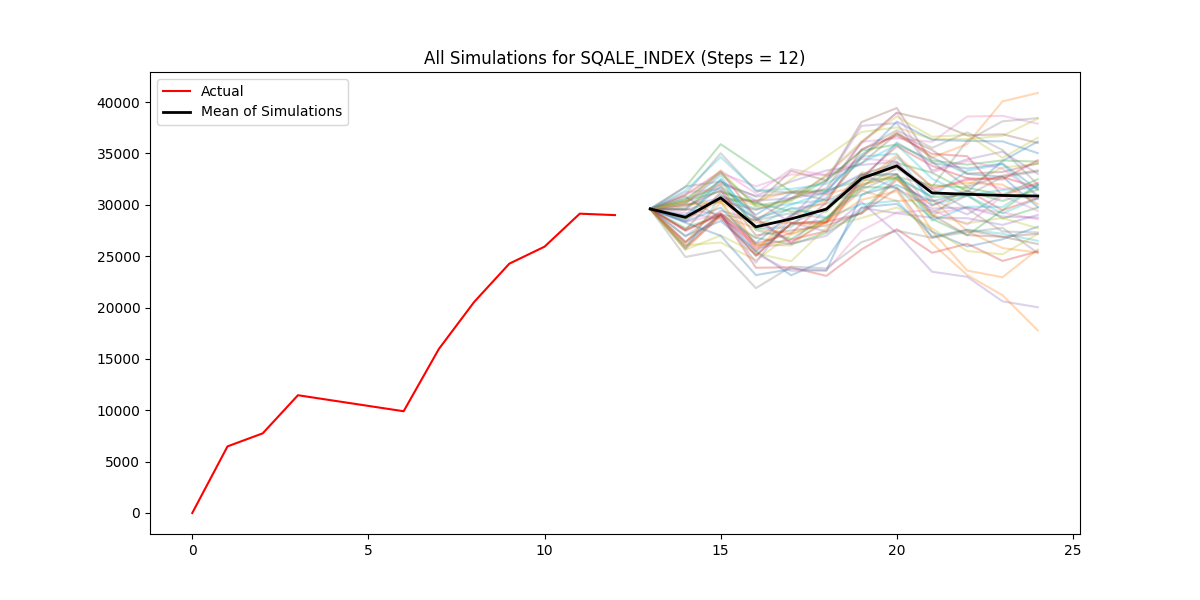 All Simulations for SQALE_INDEX (Steps = 12)
Actual
Mean of Simulations
40000
35000
30000
25000
20000
15000
10000
5000
0
0 5 10 15 20 25